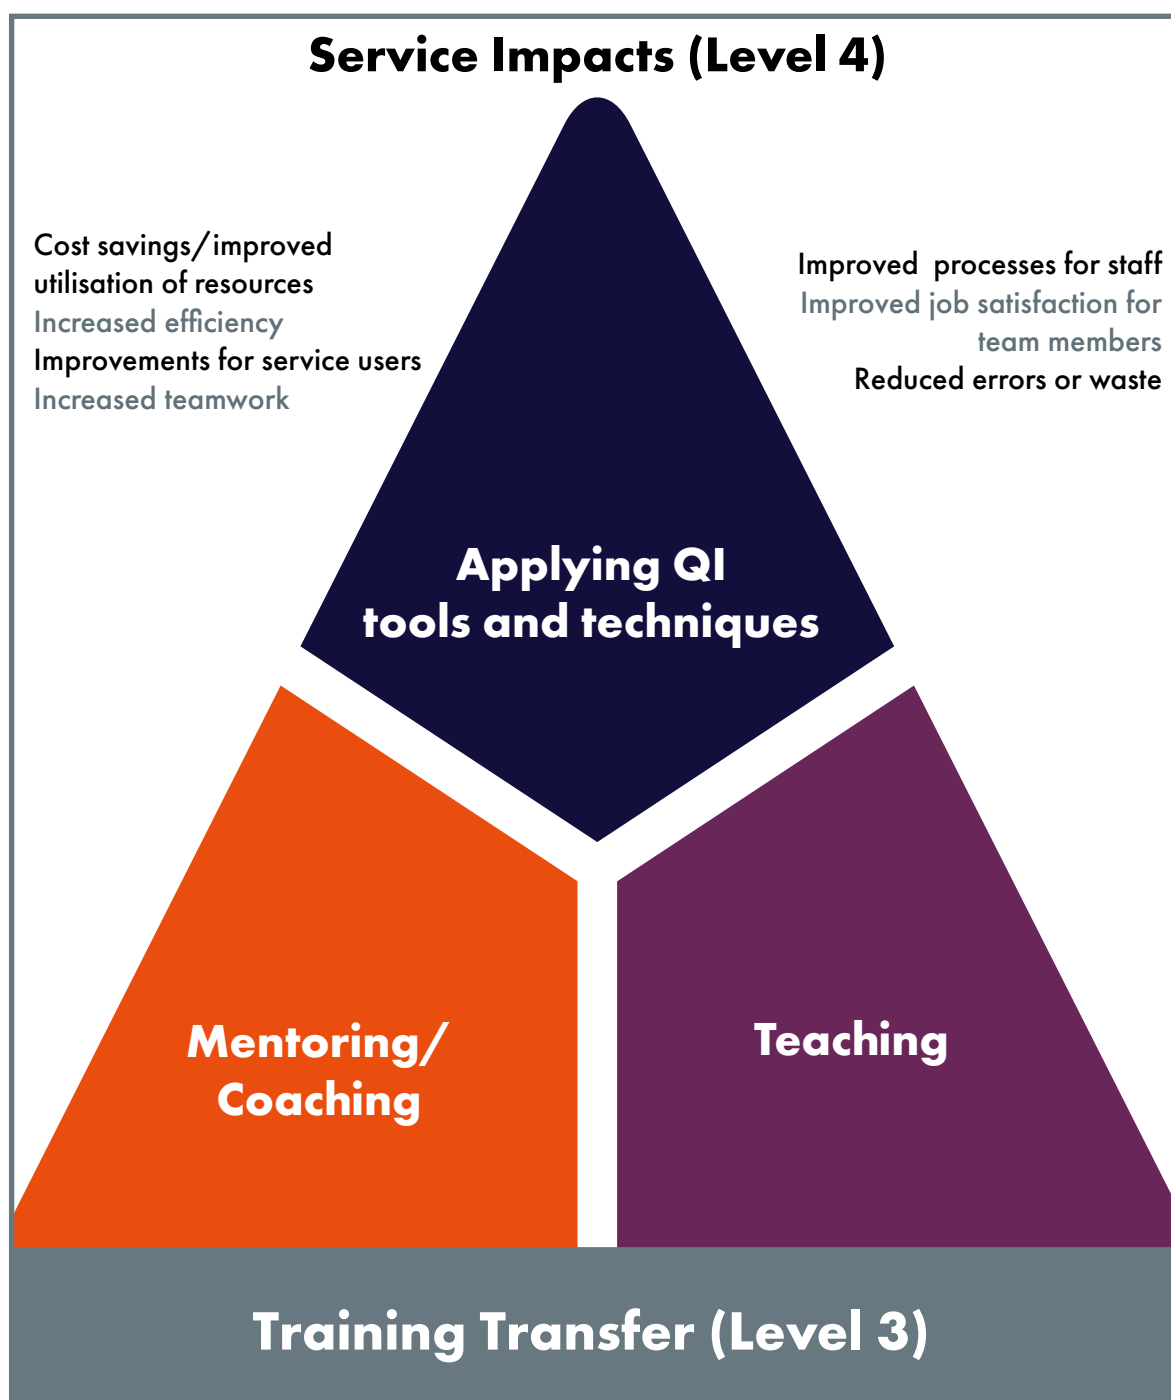 Service Impacts (Level 4)
Cost savings/improved
utilisation of resources
Increased efficiency
Improvements for service users
Increased teamwork
Improved processes for staff
Improved job satisfaction for
team members
Reduced errors or waste
Applying QI
tools and techniques
Mentoring/
Coaching
Teaching
Training Transfer (Level 3)